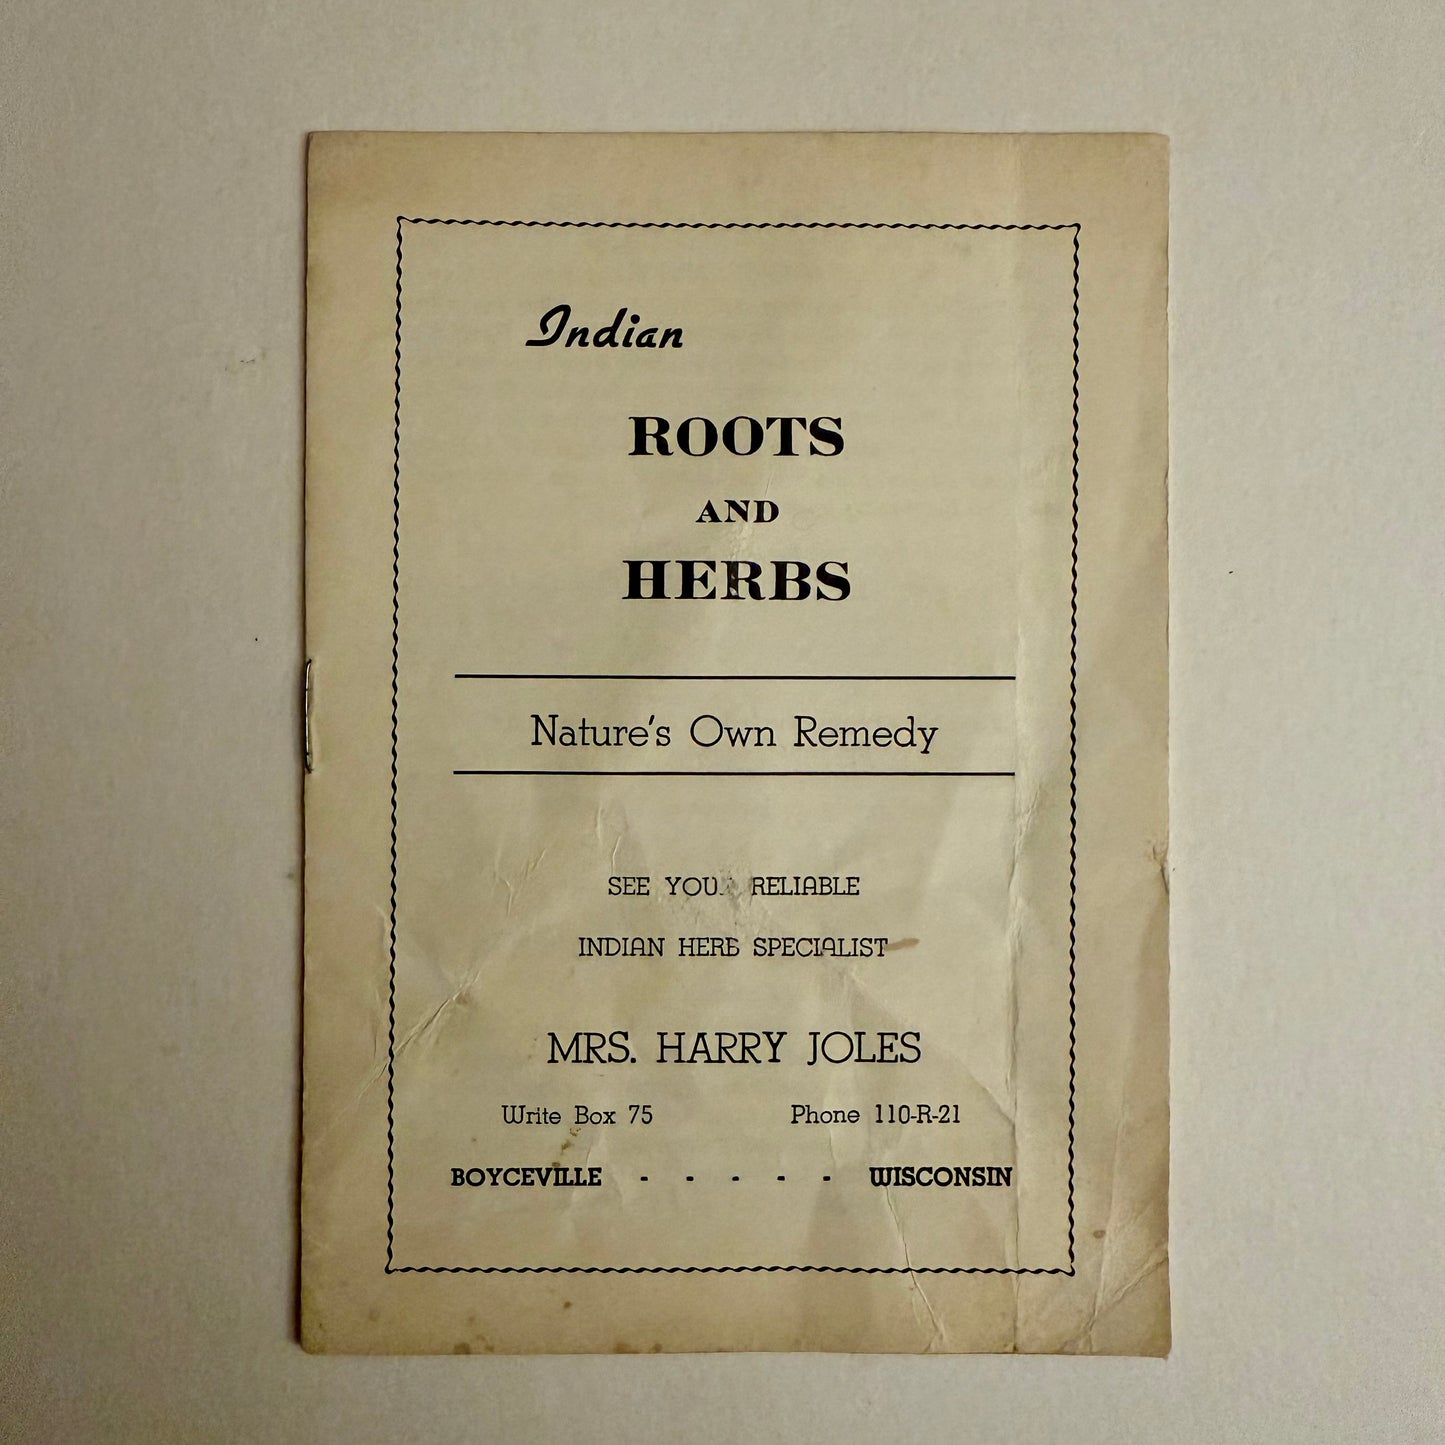 Indian
ROOTS
AND
HERBS
Nature's Own Remedy
SEE YOUR RELIABLE
INDIAN HERB SPECIALIST
MRS. HARRY JOLES
Write Box 75 Phone 110-R-21
BOYCEVILLE - - - - - WISCONSIN